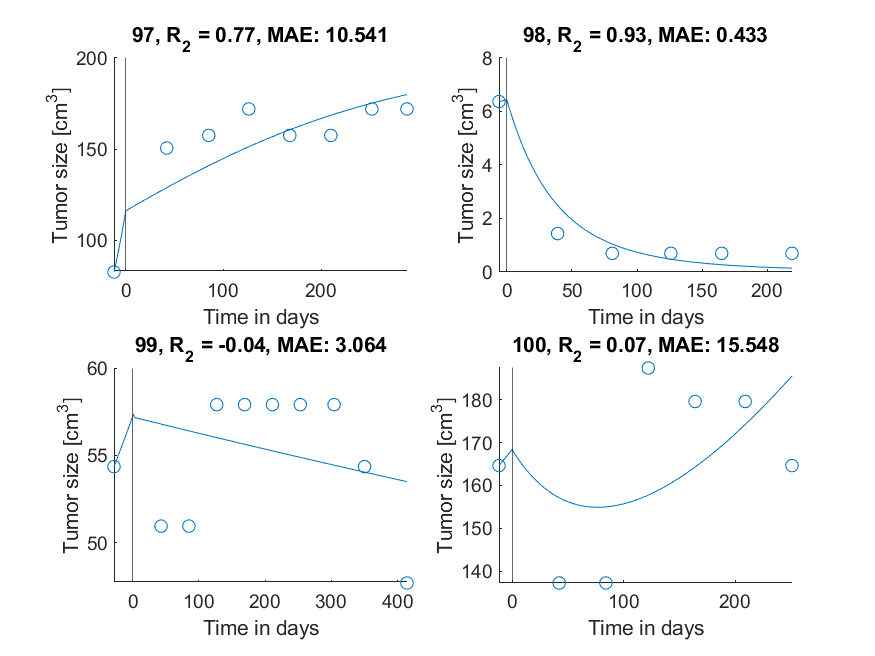 97, R2 = 0.77, MAE: 10.541
200
150
100
Tumor size [cm3]
0
100
200
Time in days
98, R2 = 0.93, MAE: 0.433
8
6
4
2
0
Tumor size [cm3]
0
50
100
150
200
Time in days
99, R2 = -0.04, MAE: 3.064
60
55
50
Tumor size [cm3]
0
100
200
300
400
Time in days
100, R2 = 0.07, MAE: 15.548
180
170
160
150
140
Tumor size [cm3]
0
100
200
Time in days